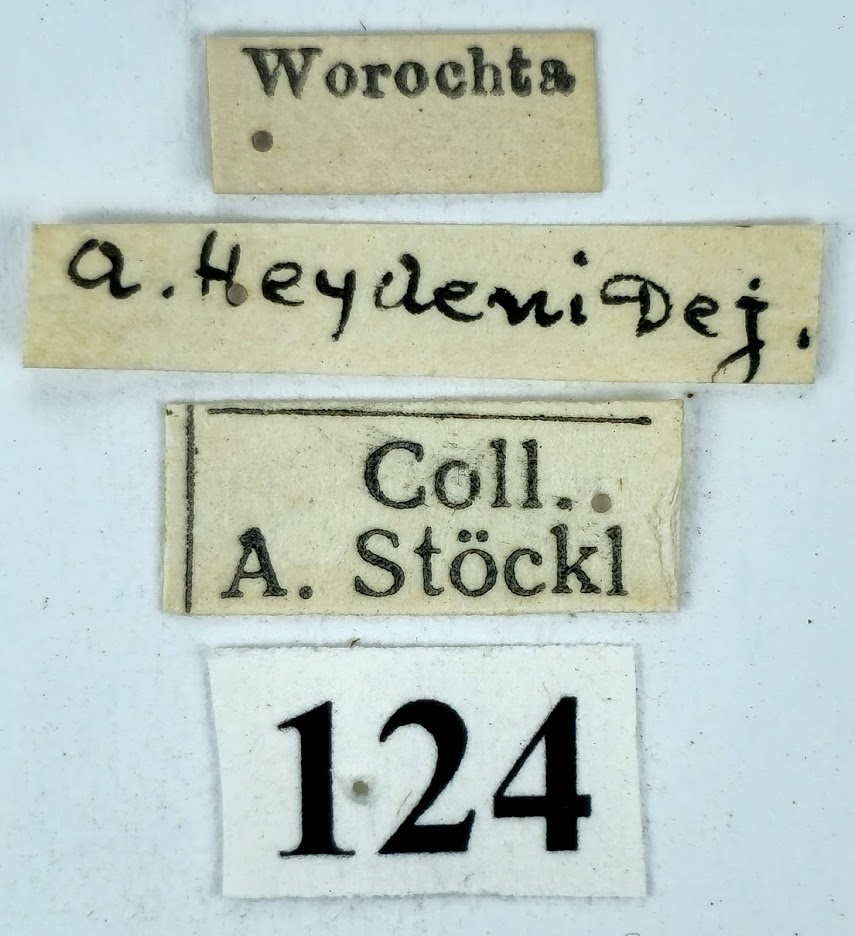 Worochta
a. Heydeni Dej.
Coll.
A. Stöckl
124